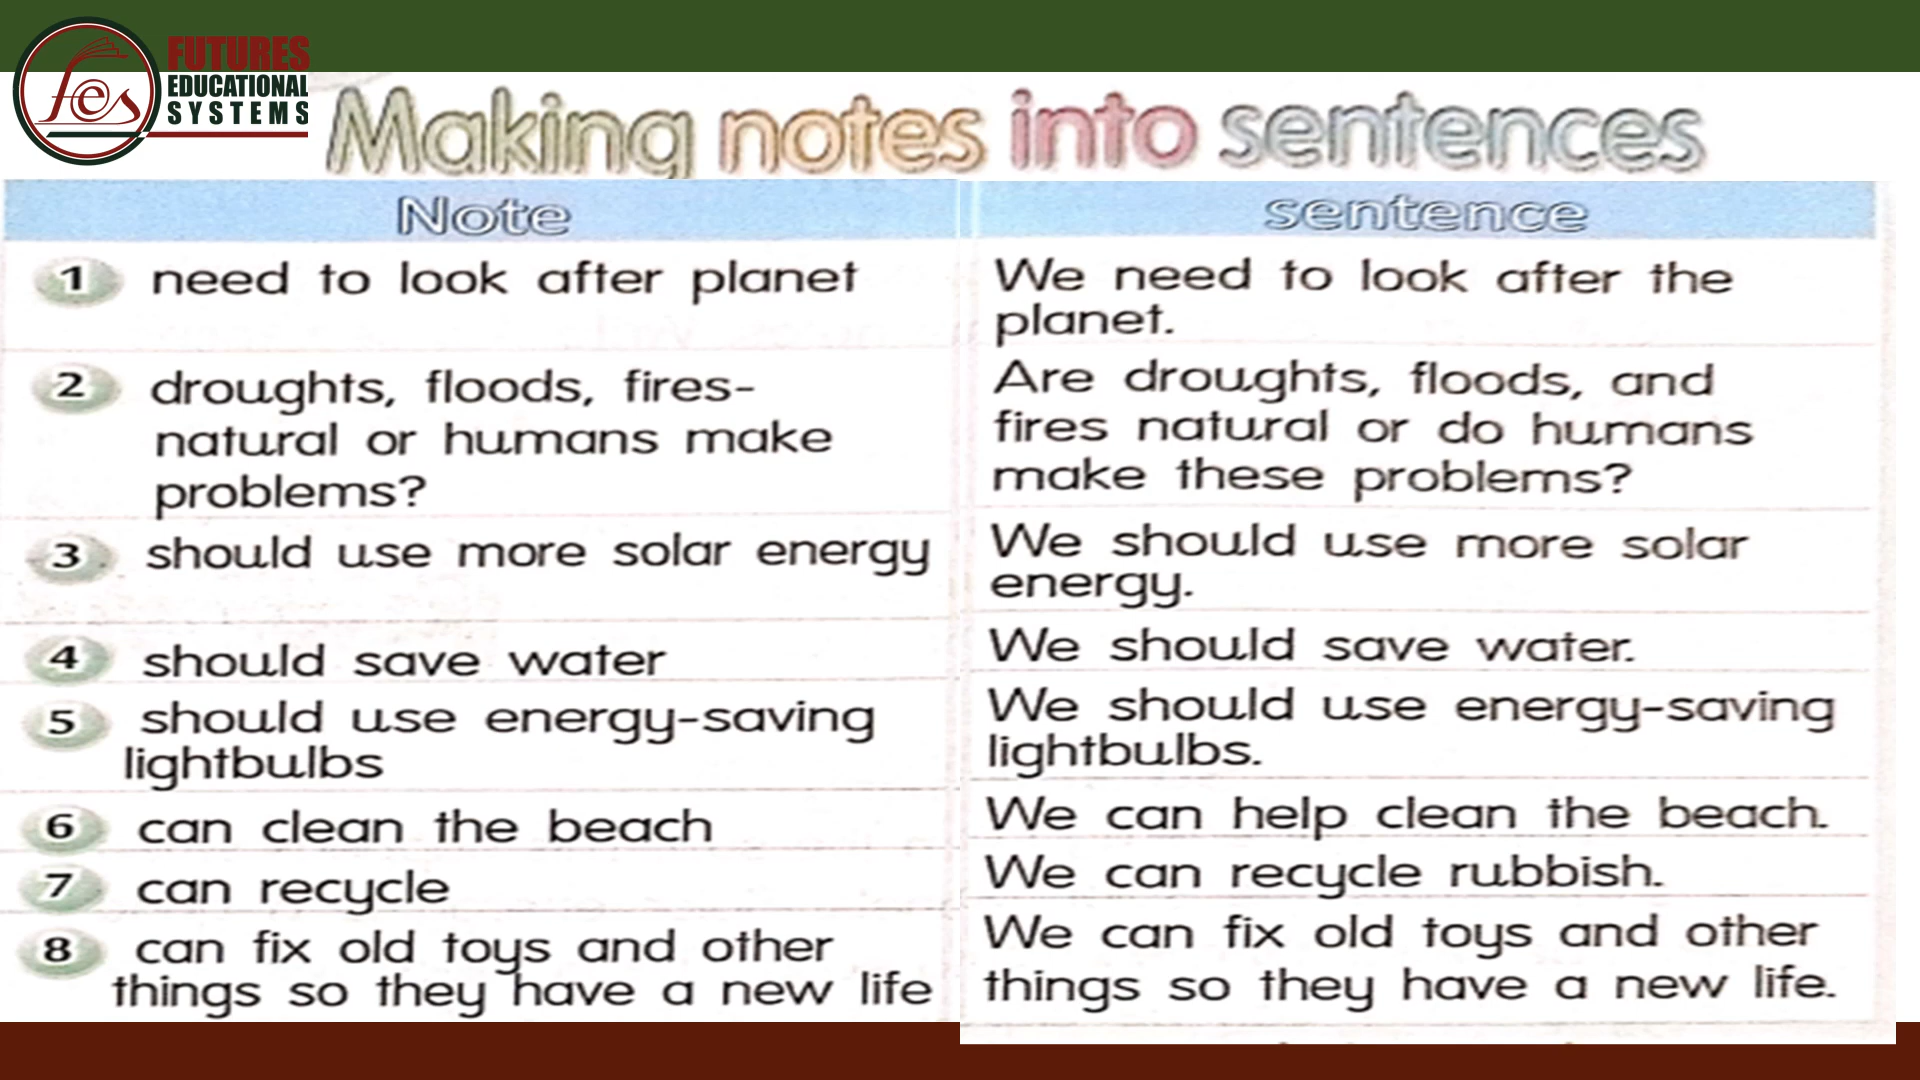 FUTURES
EDUCATIONAL
SYSTEMS
fes
Making notes into sentences
Note
sentence
1 need to look after planet
We need to look after the
planet.
2 droughts, floods, fires-
natural or humans make
problems?
Are droughts, floods, and
fires natural or do humans
make these problems?
3 should use more solar energy
We should use more solar
energy.
4 should save water
We should save water.
5 should use energy-saving
lightbulbs
We should use energy-saving
lightbulbs.
6 can clean the beach
We can help clean the beach.
7 can recycle
We can recycle rubbish.
8 can fix old toys and other
things so they have a new life
We can fix old toys and other
things so they have a new life.